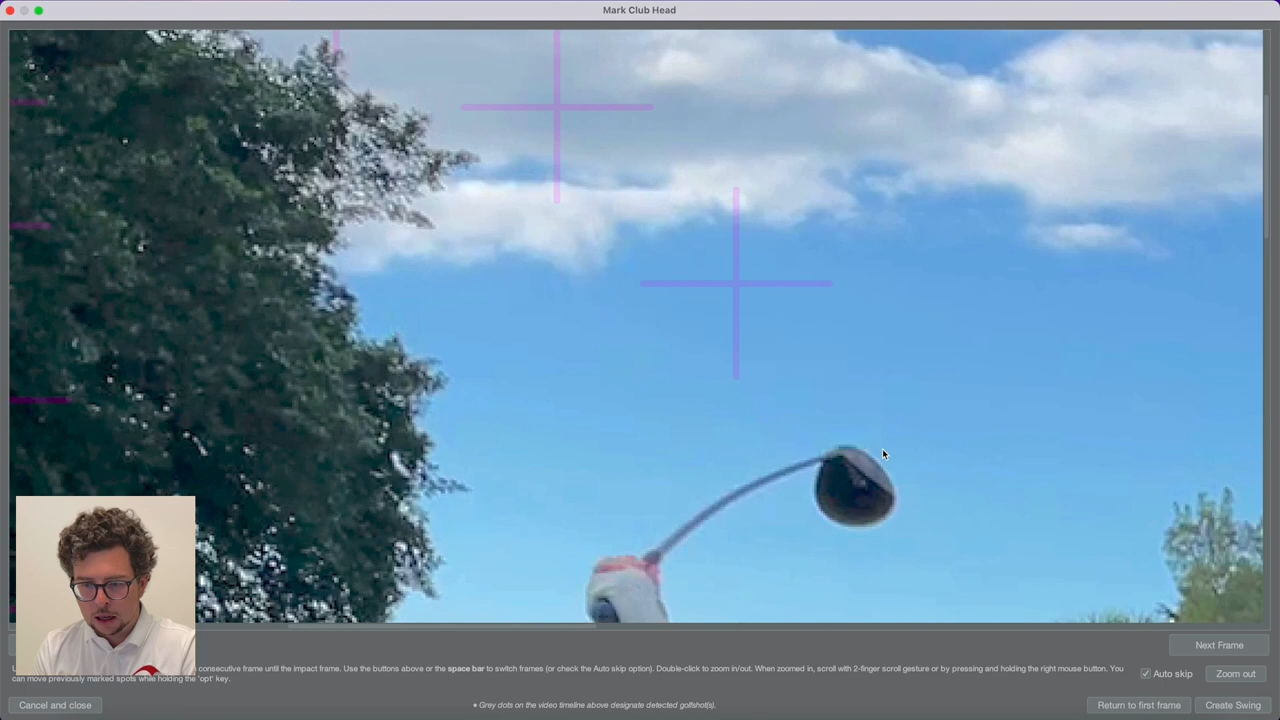 Mark Club Head
Next Frame
consecutive frame until the impact frame. Use the buttons above or the space bar to switch frames (or check the Auto skip option). Double-click to zoom in/out. When zoomed in, scroll with 2-finger scroll gesture or by pressing and holding the right mouse button. You
can move previously marked spots while holding the 'opt' key.
Auto skip
Zoom out
Cancel and close
• Grey dots on the video timeline above designate detected golfshot(s).
Return to first frame
Create Swing